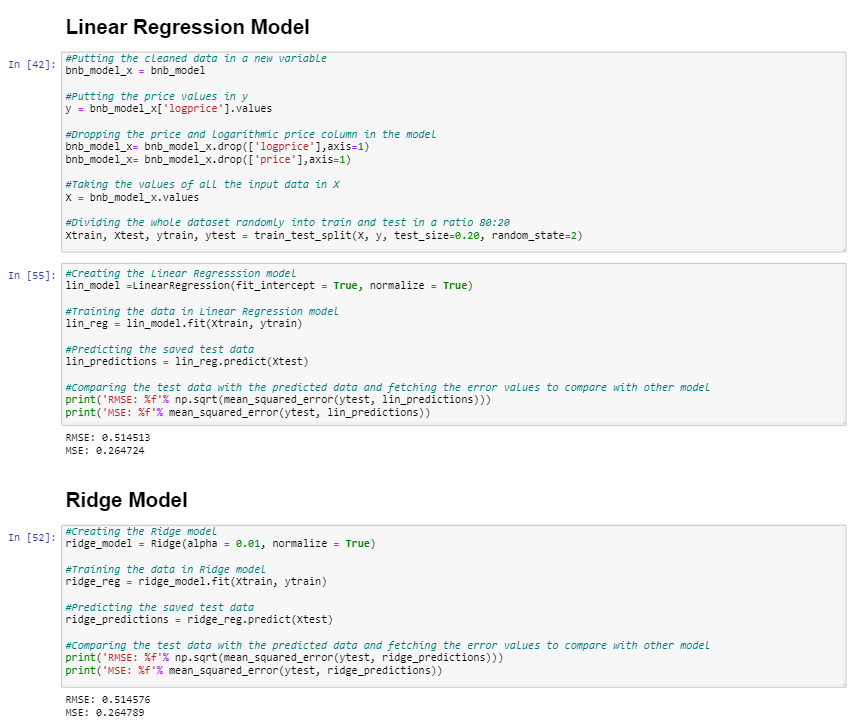 Linear Regression Model
In [42]:
#Putting the cleaned data in a new variable
bnb_model_x = bnb_model
#Putting the price values in y
y = bnb_model_x['logprice'].values
#Dropping the price and Logarithmic price column in the model
bnb_model_x= bnb_model_x.drop(['logprice'],axis=1)
bnb_model_x= bnb_model_x.drop(['price'],axis=1)
#Taking the values of all the input data in X
X = bnb_model_x.values
#Dividing the whole dataset randomly into train and test in a ratio 80:20
Xtrain, Xtest, ytrain, ytest = train_test_split(X, y, test_size=0.20, random_state=2)
In [55]:
#Creating the Linear Regresssion model
lin_model =LinearRegression(fit_intercept = True, normalize = True)
#Training the data in Linear Regression model
lin_reg = lin_model.fit(Xtrain, ytrain)
#Predicting the saved test data
lin_predictions = lin_reg.predict(Xtest)
#Comparing the test data with the predicted data and fetching the error values to compare with other model
print('RMSE: %f'% np.sqrt(mean_squared_error(ytest, lin_predictions)))
print('MSE: %f'% mean_squared_error(ytest, lin_predictions))
RMSE: 0.514513
MSE: 0.264724
Ridge Model
In [52]:
#Creating the Ridge model
ridge_model = Ridge(alpha = 0.01, normalize = True)
#Training the data in Ridge model
ridge_reg = ridge_model.fit(Xtrain, ytrain)
#Predicting the saved test data
ridge_predictions = ridge_reg.predict(Xtest)
#Comparing the test data with the predicted data and fetching the error values to compare with other model
print('RMSE: %f'% np.sqrt(mean_squared_error(ytest, ridge_predictions)))
print('MSE: %f'% mean_squared_error(ytest, ridge_predictions))
RMSE: 0.514576
MSE: 0.264789